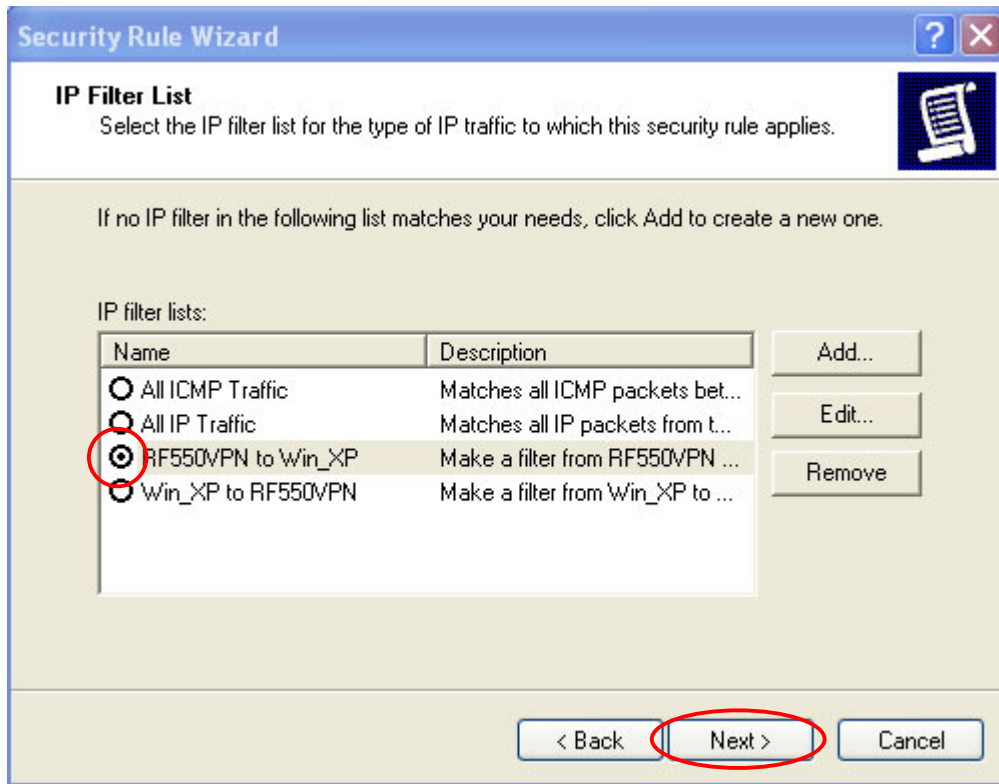 Security Rule Wizard
?
IP Filter List
Select the IP filter list for the type of IP traffic to which this security rule applies.
If no IP filter in the following list matches your needs, click Add to create a new one.
IP filter lists:
Name Description
All ICMP Traffic Matches all ICMP packets bet...
All IP Traffic Matches all IP packets from t...
RF550VPN to Win_XP Make a filter from RF550VPN ...
Win_XP to RF550VPN Make a filter from Win_XP to ...
Add...
Edit...
Remove
< Back Next > Cancel